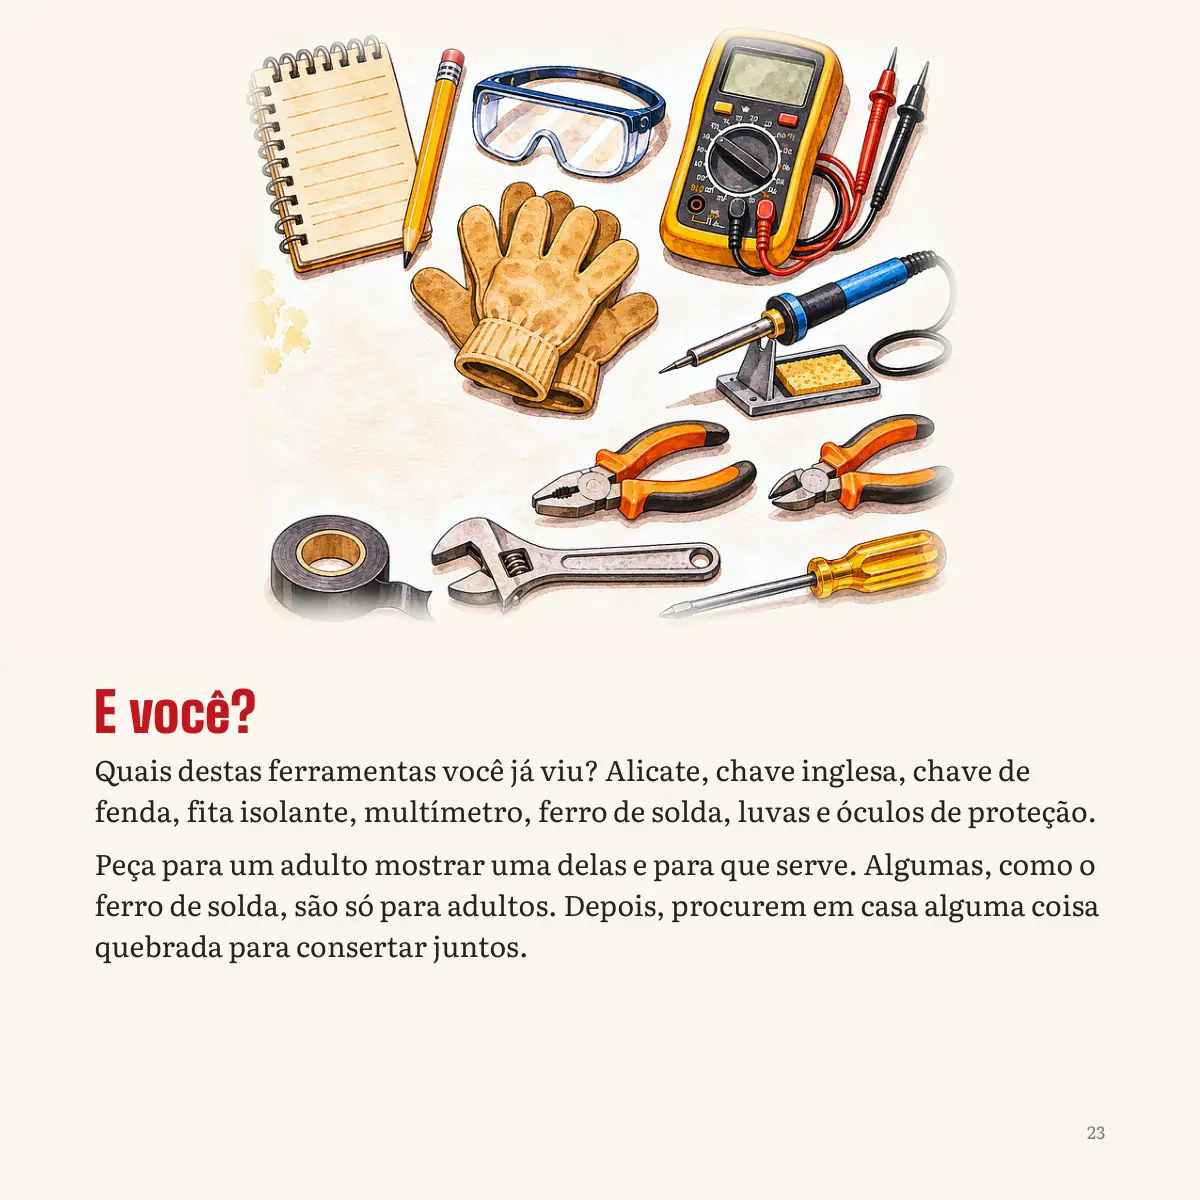 E você?
Quais destas ferramentas você já viu? Alicate, chave inglesa, chave de
fenda, fita isolante, multímetro, ferro de solda, luvas e óculos de proteção.
Peça para um adulto mostrar uma delas e para que serve. Algumas, como o
ferro de solda, são só para adultos. Depois, procurem em casa alguma coisa
quebrada para consertar juntos.
23